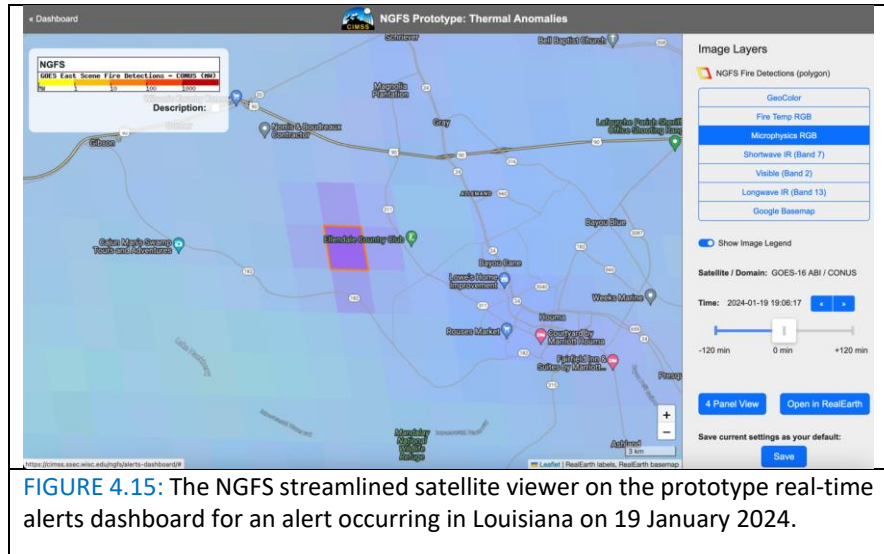 « Dashboard
CIMSS
NGFS Prototype: Thermal Anomalies
Schriever
Bell Baptist Church
NGFS
GOES East Scene Fire Detections - CONUS (MW)
1 10 100 1000
Description:
Magnolia
Plantation
Norris & Boudreaux
Contractor
Gray
Lafourche Parish Sheriff
Office Shooting Range
Gibson
ALLEMAND
Bayou Blue
Ellendale Country Club
Cajun Man's Swamp
Tours and Adventures
Bayou Cane
Lowe's Home
Improvement
Weeks Marine
Houma
Rouses Market
Courtyard by
Marriott Houma
Fairfield Inn &
Suites by Marriott...
Presqu
Mandalay
National
Wildlife
Refuge
Ashland
+
−
3 km
https://cimss.ssec.wisc.edu/ngfs/alerts-dashboard/#
Leaflet | RealEarth labels, RealEarth basemap
Image Layers
NGFS Fire Detections (polygon)
GeoColor
Fire Temp RGB
Microphysics RGB
Shortwave IR (Band 7)
Visible (Band 2)
Longwave IR (Band 13)
Google Basemap
Show Image Legend
Satellite / Domain: GOES-16 ABI / CONUS
Time: 2024-01-19 19:06:17
-120 min 0 min +120 min
4 Panel View Open in RealEarth
Save current settings as your default:
Save
FIGURE 4.15: The NGFS streamlined satellite viewer on the prototype real-time
alerts dashboard for an alert occurring in Louisiana on 19 January 2024.